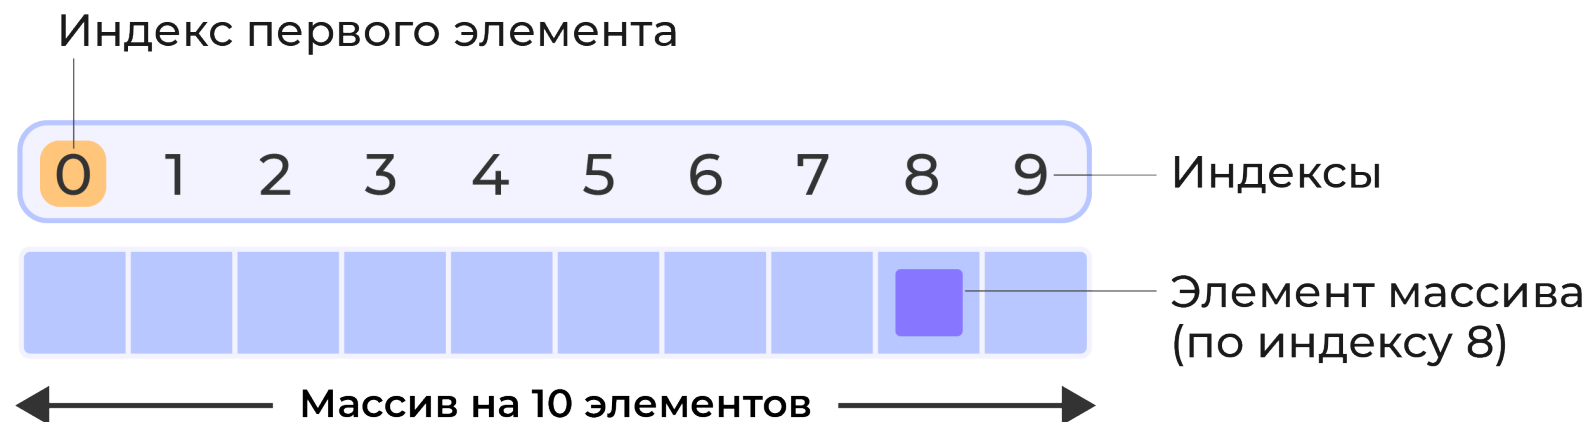 Индекс первого элемента
0 1 2 3 4 5 6 7 8 9
Индексы
Элемент массива
(по индексу 8)
Массив на 10 элементов